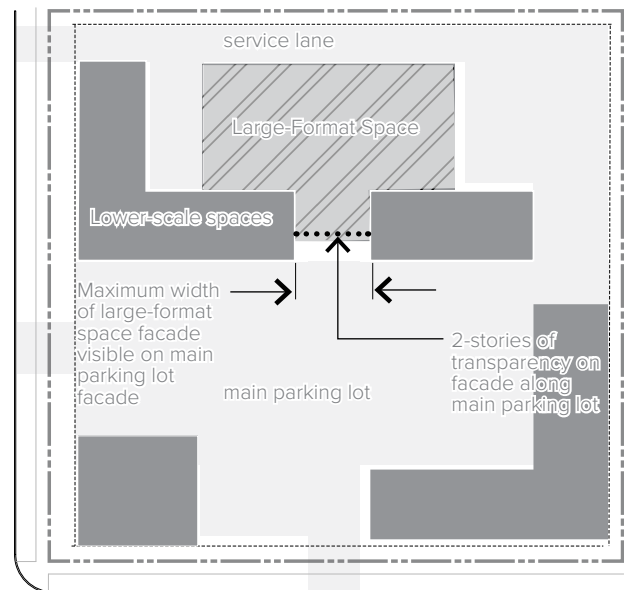 service lane
Large-Format Space
Lower-scale spaces
Maximum width
of large-format
space facade
visible on main
parking lot
facade
2-stories of
transparency on
facade along
main parking lot
main parking lot